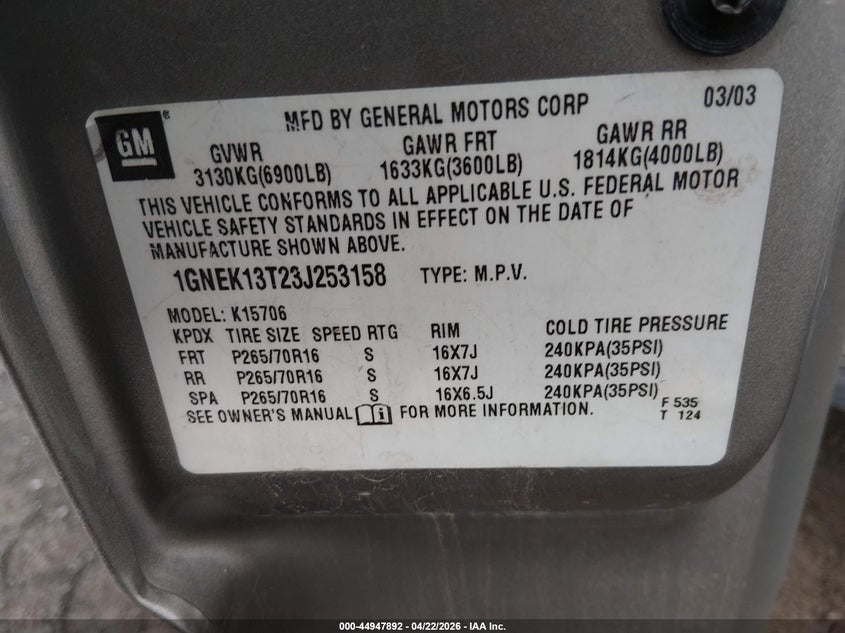 MFD BY GENERAL MOTORS CORP 03/03
GM®
GVWR GAWR FRT GAWR RR
3130KG(6900LB) 1633KG(3600LB) 1814KG(4000LB)
THIS VEHICLE CONFORMS TO ALL APPLICABLE U.S. FEDERAL MOTOR
VEHICLE SAFETY STANDARDS IN EFFECT ON THE DATE OF
MANUFACTURE SHOWN ABOVE.
1GNEK13T23J253158 TYPE: M.P.V.
MODEL: K15706
KPDX TIRE SIZE SPEED RTG RIM COLD TIRE PRESSURE
FRT P265/70R16 S 16X7J 240KPA(35PSI)
RR P265/70R16 S 16X7J 240KPA(35PSI)
SPA P265/70R16 S 16X6.5J 240KPA(35PSI)
SEE OWNER'S MANUAL FOR MORE INFORMATION.
F 535
T 124
000-44947892 | 04/22/2026 - IAA Inc.